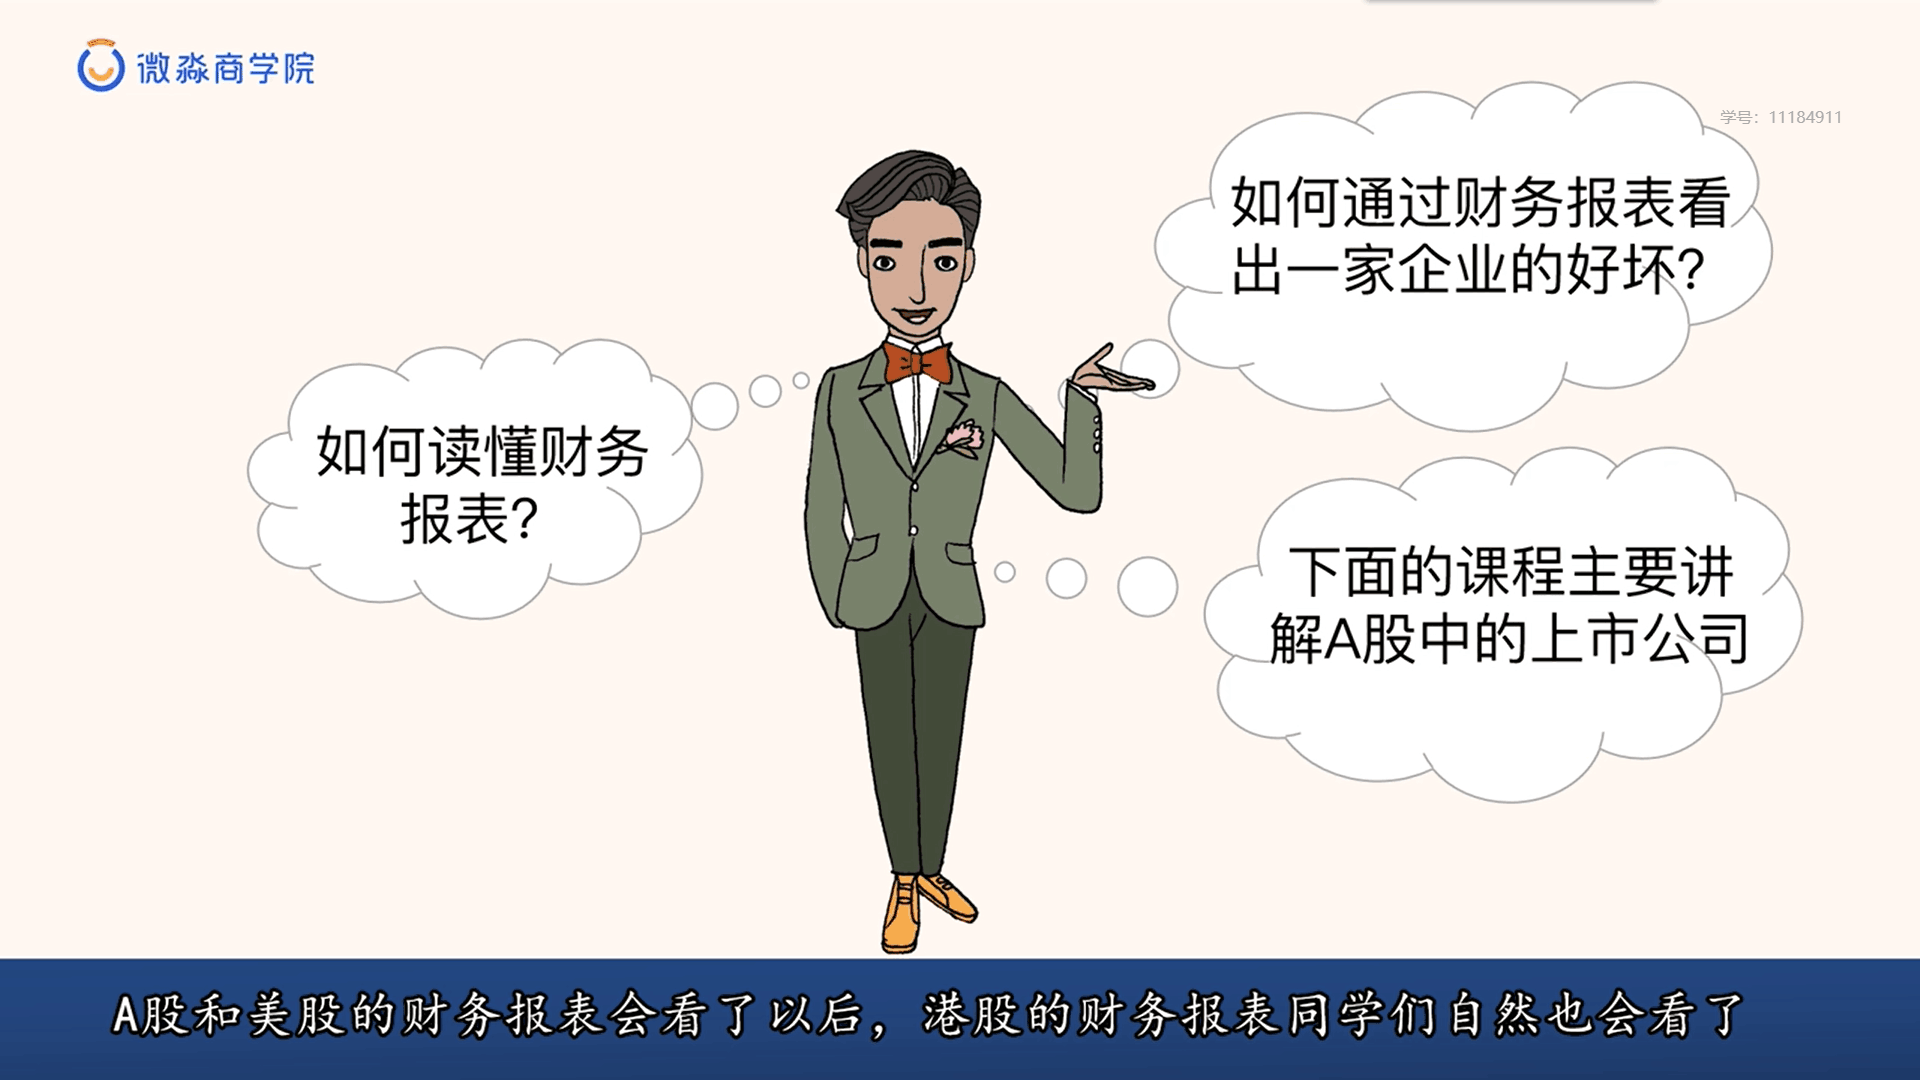 微淼商学院
学号：11184911
如何通过财务报表看
出一家企业的好坏？
如何读懂财务
报表？
下面的课程主要讲
解A股中的上市公司
A股和美股的财务报表会看了以后，港股的财务报表同学们自然也会看了